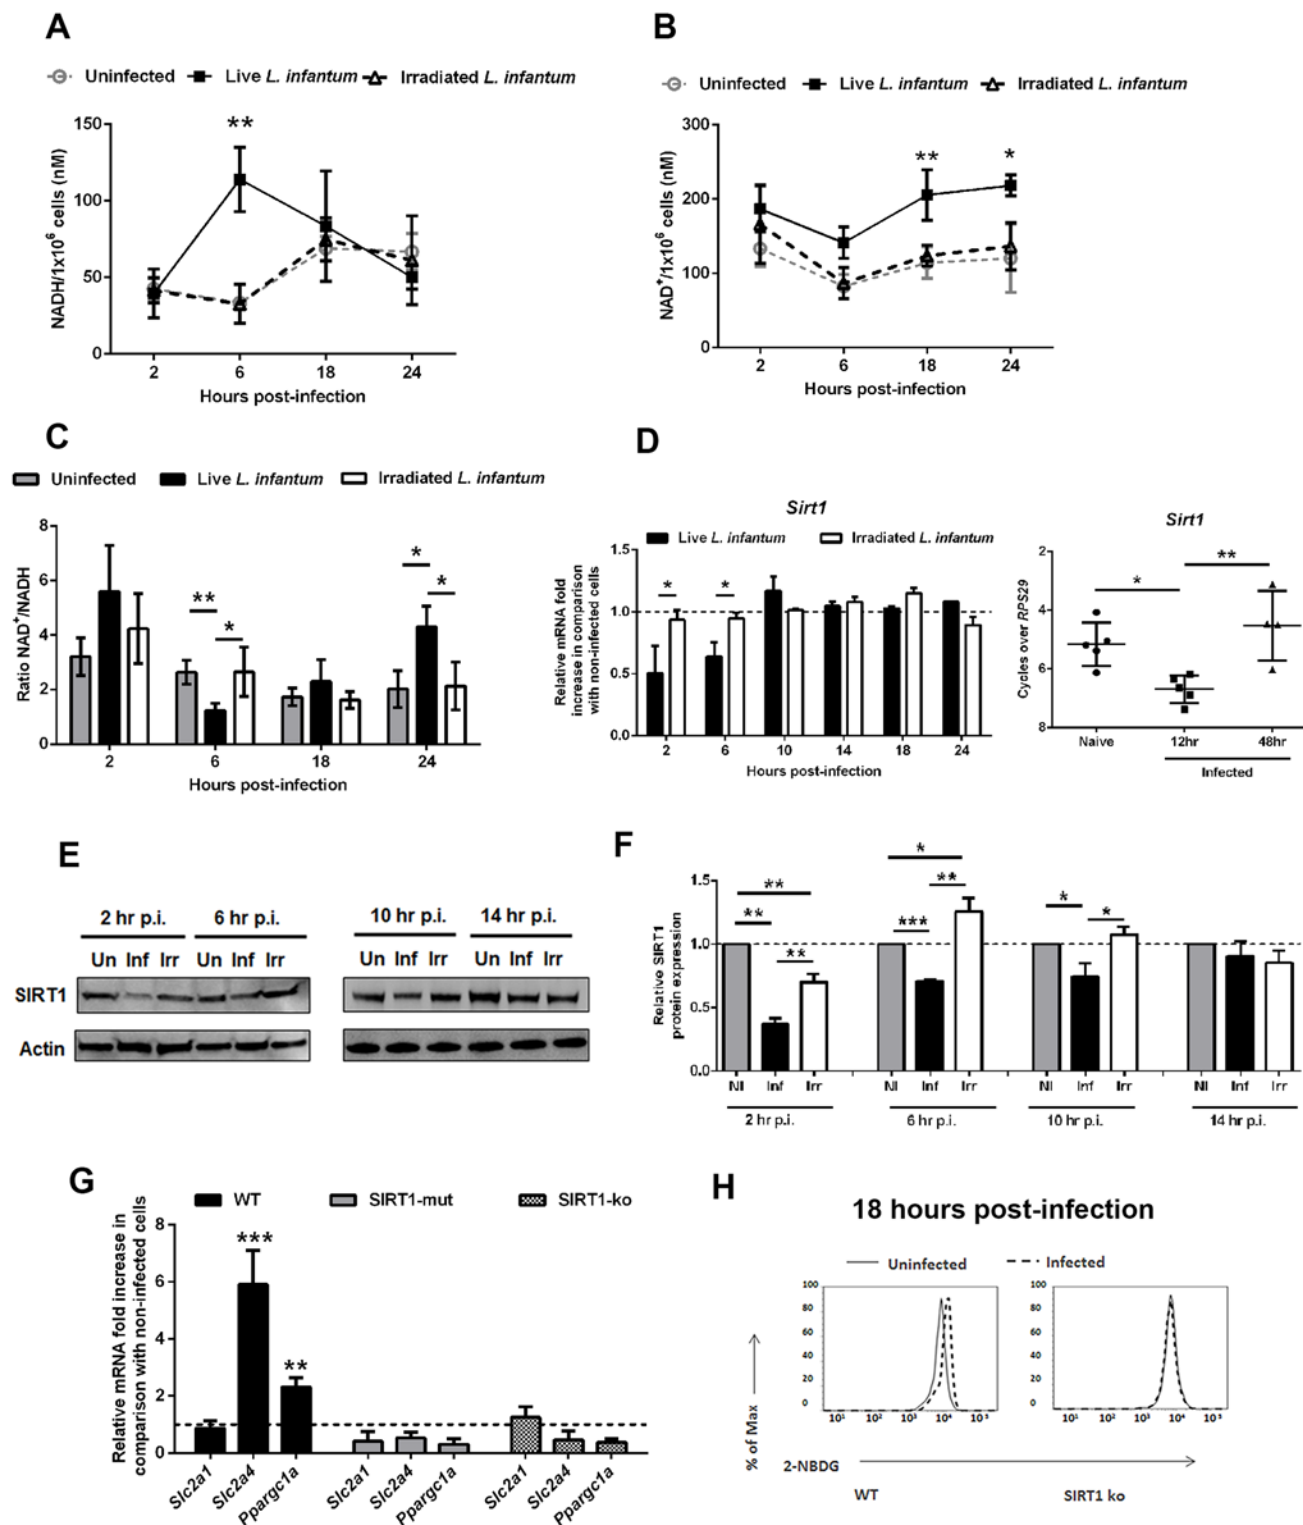 A
Uninfected Live L. infantum Irradiated L. infantum
NADH/1x10⁶ cells (nM)
150
100
50
0
**
2 6 18 24
Hours post-infection
B
Uninfected Live L. infantum Irradiated L. infantum
NAD⁺/1x10⁶ cells (nM)
300
200
100
0
** *
2 6 18 24
Hours post-infection
C
Uninfected Live L. infantum Irradiated L. infantum
Ratio NAD⁺/NADH
8
6
4
2
0
** * * *
2 6 18 24
Hours post-infection
D
Sirt1
Live L. infantum Irradiated L. infantum
Relative mRNA fold
increase in comparison
with non-infected cells
1.5
1.0
0.5
0.0
* *
2 6 10 14 18 24
Hours post-infection
Sirt1
Cycles over RPS29
2
4
6
8
* **
Naive 12hr 48hr
Infected
E
2 hr p.i. 6 hr p.i. 10 hr p.i. 14 hr p.i.
Un Inf Irr Un Inf Irr Un Inf Irr Un Inf Irr
SIRT1
Actin
F
Relative SIRT1
protein expression
1.5
1.0
0.5
0.0
** ** ** * *** ** * *
NI Inf Irr NI Inf Irr NI Inf Irr NI Inf Irr
2 hr p.i. 6 hr p.i. 10 hr p.i. 14 hr p.i.
G
WT SIRT1-mut SIRT1-ko
Relative mRNA fold increase in
comparison with non-infected cells
8
6
4
2
0
*** **
Slc2a1 Slc2a4 Ppargc1a Slc2a1 Slc2a4 Ppargc1a Slc2a1 Slc2a4 Ppargc1a
H
18 hours post-infection
Uninfected Infected
% of Max
100
80
60
40
20
0
10¹ 10² 10³ 10⁴ 10⁵
100
80
60
40
20
0
10¹ 10² 10³ 10⁴ 10⁵
2-NBDG
WT SIRT1 ko